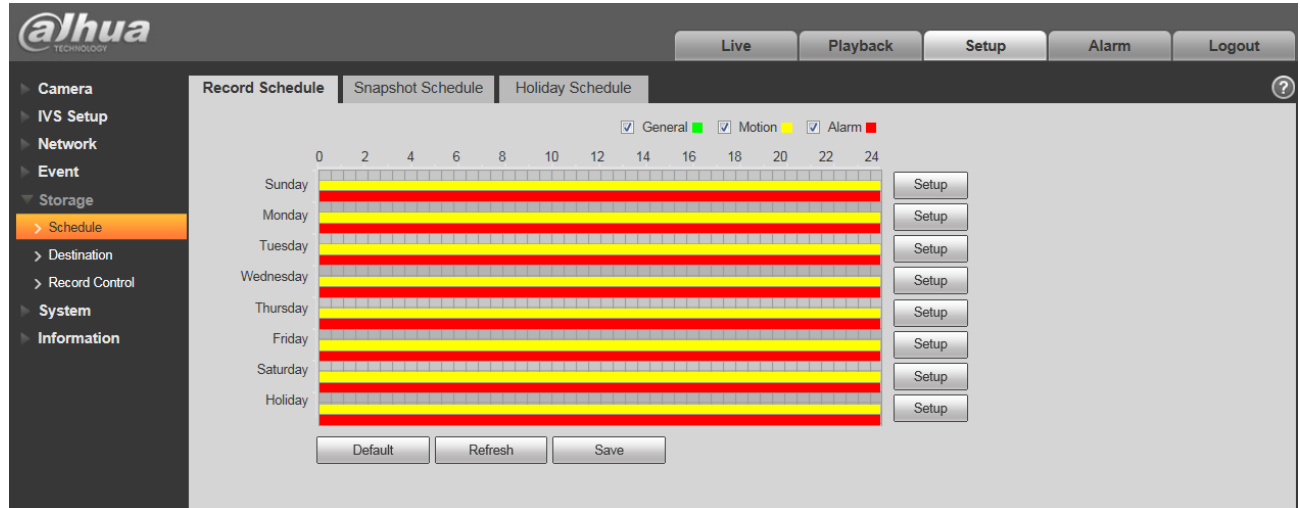 alhua
TECHNOLOGY
Live Playback Setup Alarm Logout
Camera
IVS Setup
Network
Event
Storage
Schedule
Destination
Record Control
System
Information
Record Schedule Snapshot Schedule Holiday Schedule ?
General Motion Alarm
0 2 4 6 8 10 12 14 16 18 20 22 24
Sunday Setup
Monday Setup
Tuesday Setup
Wednesday Setup
Thursday Setup
Friday Setup
Saturday Setup
Holiday Setup
Default Refresh Save